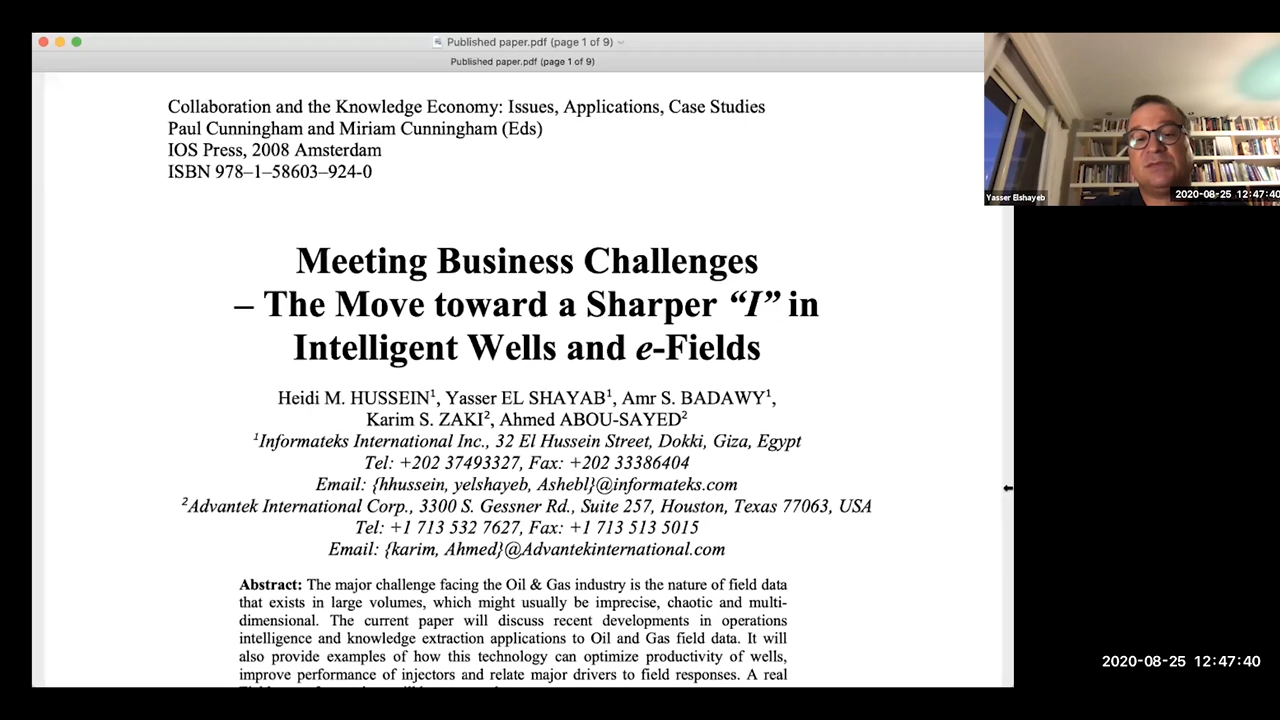 Published paper.pdf (page 1 of 9)
Published paper.pdf (page 1 of 9)
Collaboration and the Knowledge Economy: Issues, Applications, Case Studies
Paul Cunningham and Miriam Cunningham (Eds)
IOS Press, 2008 Amsterdam
ISBN 978–1–58603–924-0
Meeting Business Challenges
– The Move toward a Sharper “I” in
Intelligent Wells and e-Fields
Heidi M. HUSSEIN¹, Yasser EL SHAYAB¹, Amr S. BADAWY¹,
Karim S. ZAKI², Ahmed ABOU-SAYED²
¹Informateks International Inc., 32 El Hussein Street, Dokki, Giza, Egypt
Tel: +202 37493327, Fax: +202 33386404
Email: {hhussein, yelshayeb, Ashebl}@informateks.com
²Advantek International Corp., 3300 S. Gessner Rd., Suite 257, Houston, Texas 77063, USA
Tel: +1 713 532 7627, Fax: +1 713 513 5015
Email: {karim, Ahmed}@Advantekinternational.com
Abstract: The major challenge facing the Oil & Gas industry is the nature of field data
that exists in large volumes, which might usually be imprecise, chaotic and multi-
dimensional. The current paper will discuss recent developments in operations
intelligence and knowledge extraction applications to Oil and Gas field data. It will
also provide examples of how this technology can optimize productivity of wells,
improve performance of injectors and relate major drivers to field responses. A real
Yasser Elshayeb
2020-08-25 12:47:40
2020-08-25 12:47:40